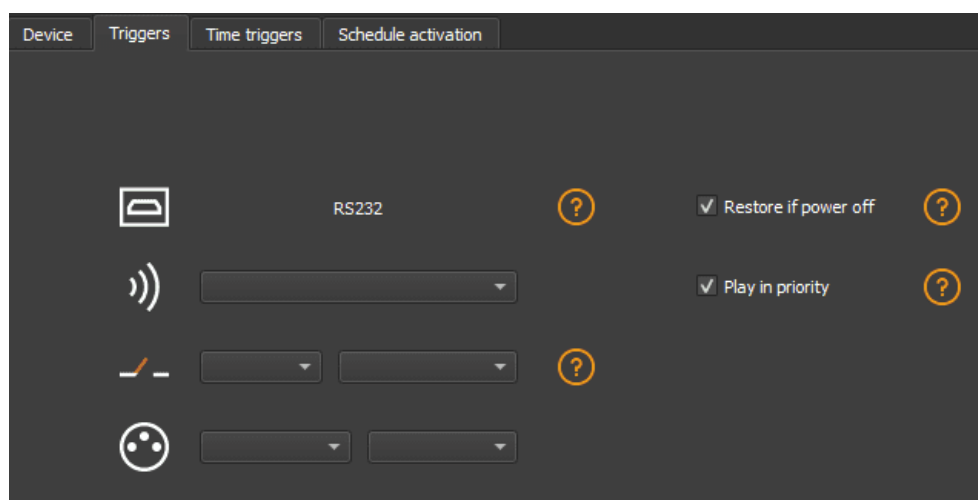 Device
Triggers
Time triggers
Schedule activation
RS232
?
Restore if power off
?
Play in priority
?
?